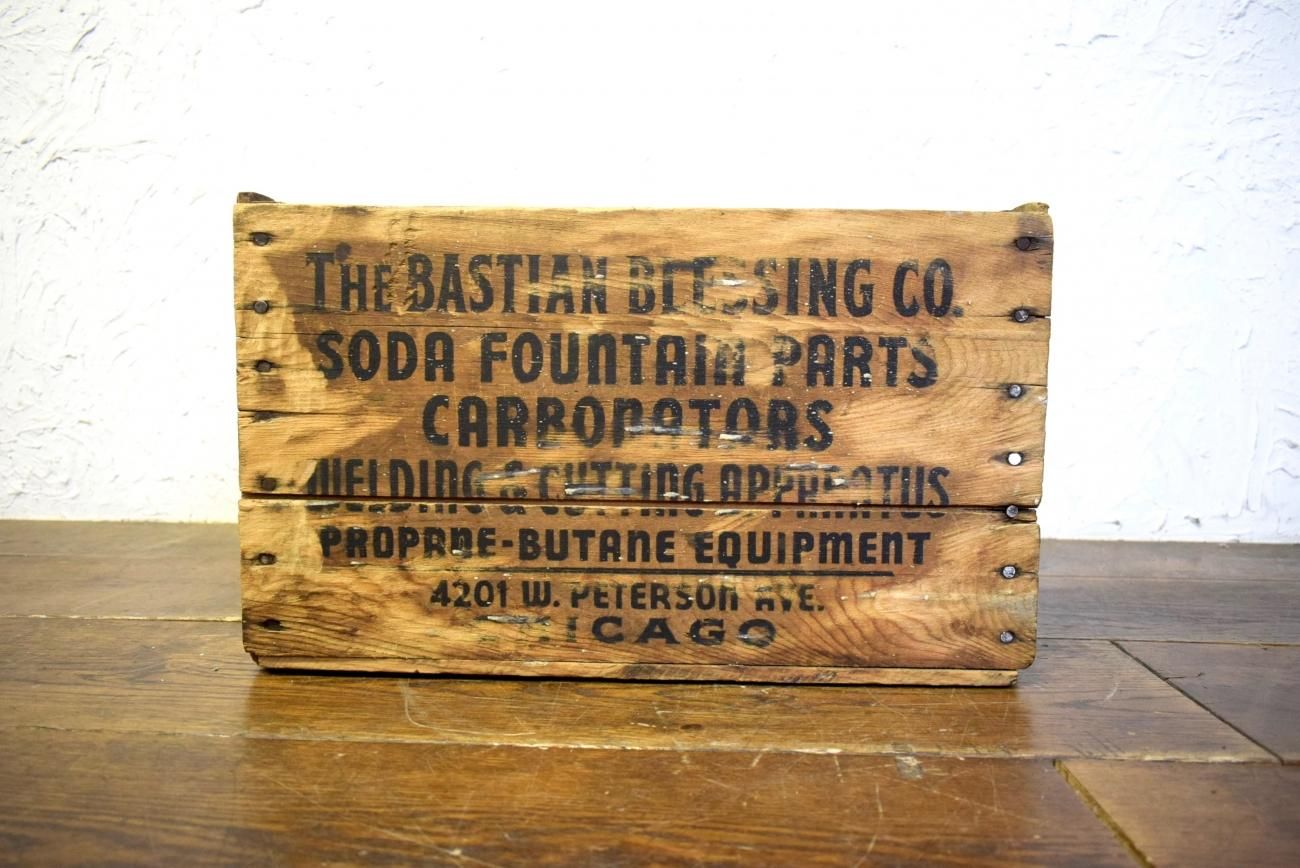 THE BASTIAN BLESSING CO.
SODA FOUNTAIN PARTS
CARBONATORS
WELDING & CUTTING APPARATUS
PROPANE-BUTANE EQUIPMENT
4201 W. PETERSON AVE.
CHICAGO